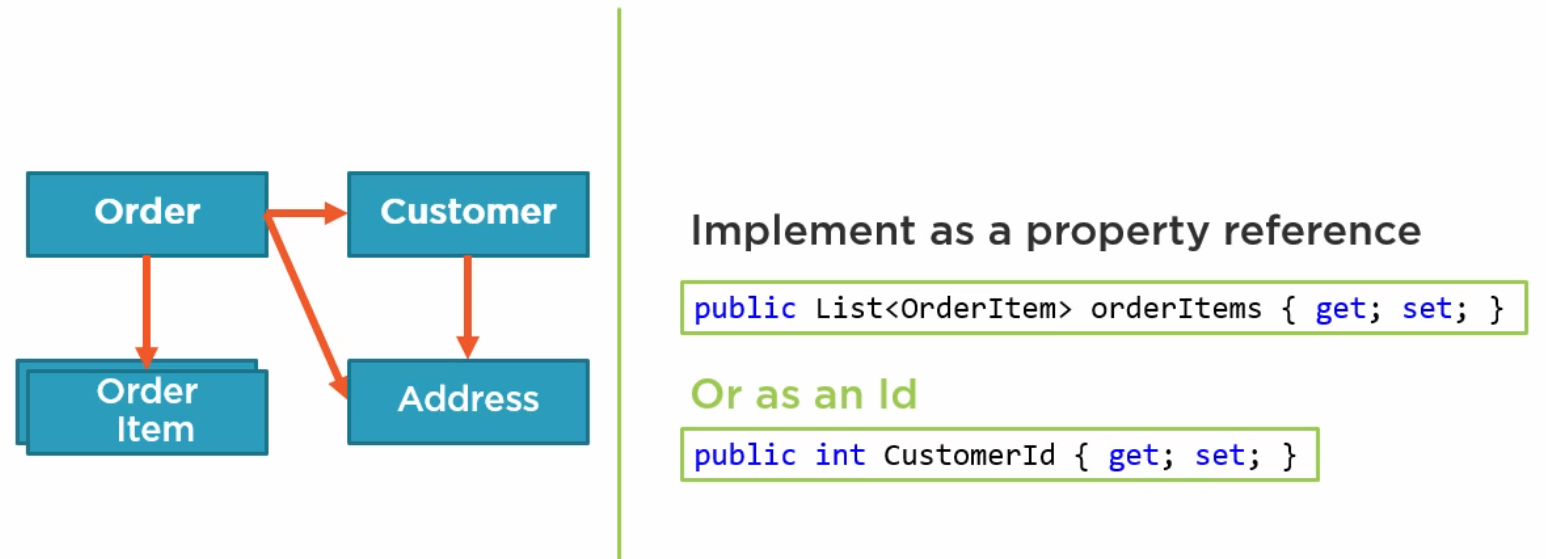 Order
Customer
Order
Item
Address
Implement as a property reference
public List<OrderItem> orderItems { get; set; }
Or as an Id
public int CustomerId { get; set; }